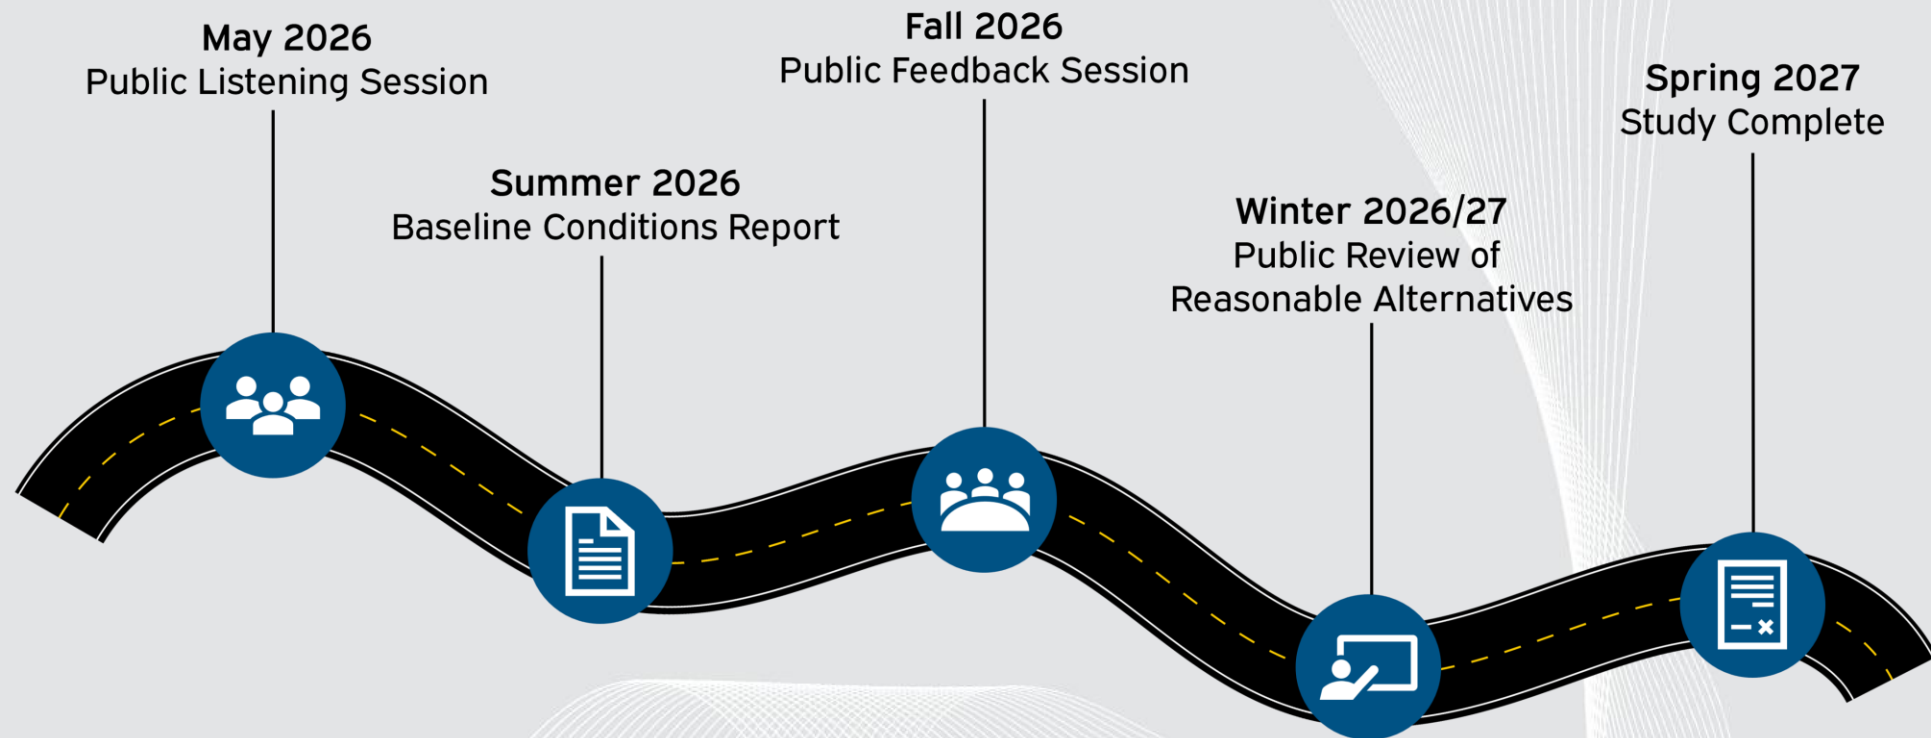 May 2026
Public Listening Session
Summer 2026
Baseline Conditions Report
Fall 2026
Public Feedback Session
Winter 2026/27
Public Review of
Reasonable Alternatives
Spring 2027
Study Complete